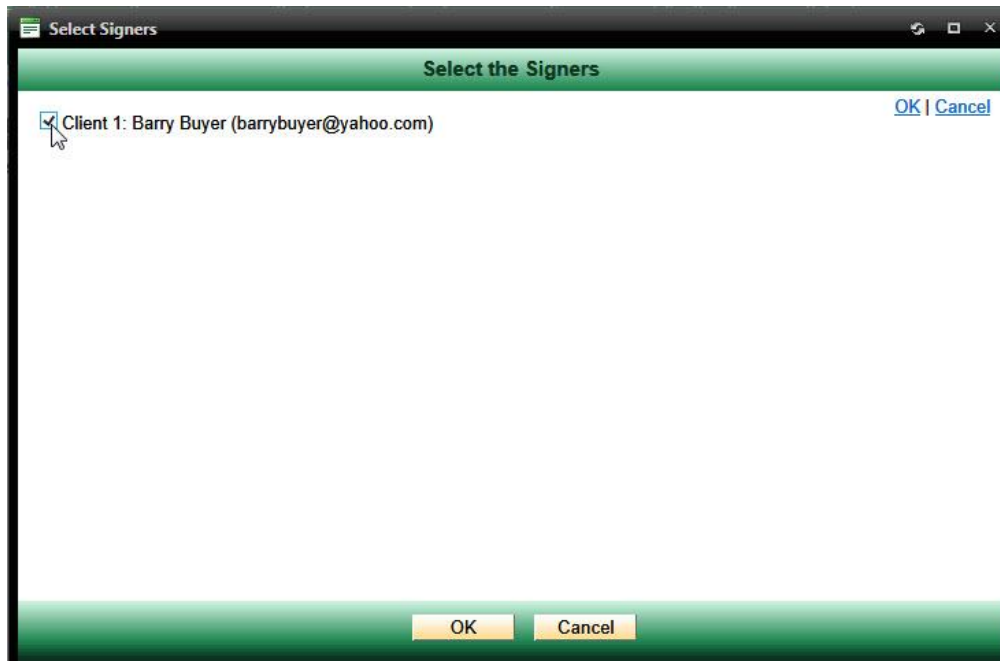 Select Signers
Select the Signers
OK | Cancel
Client 1: Barry Buyer (barrybuyer@yahoo.com)
OK
Cancel